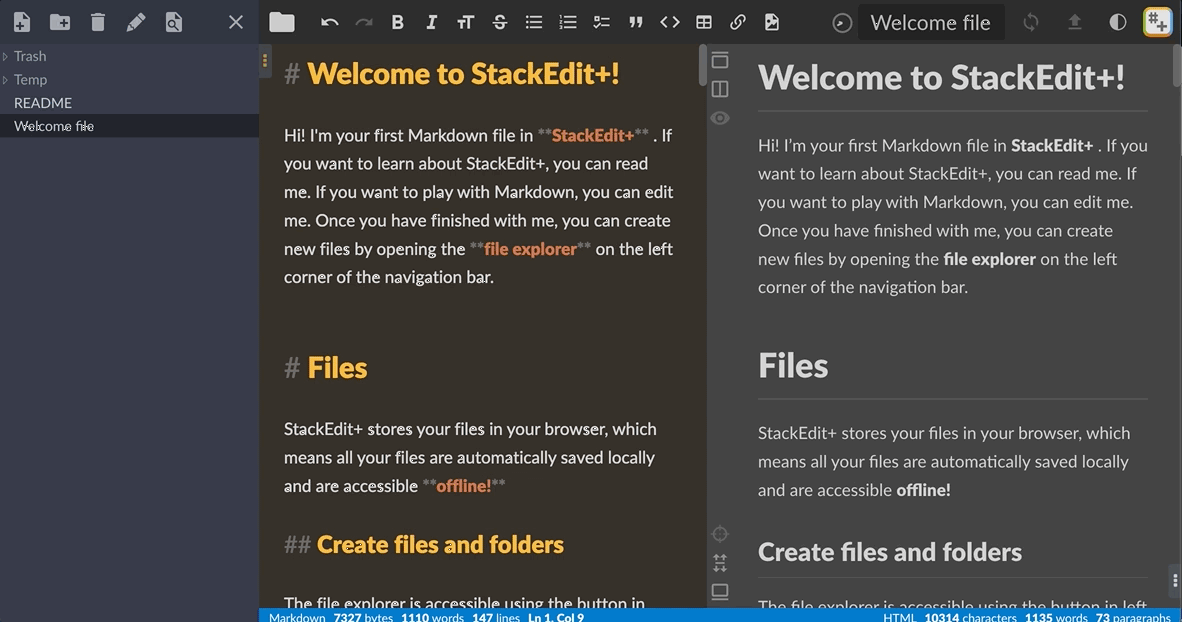 Welcome file
Trash
Temp
README
Welcome file
# Welcome to StackEdit+!
Hi! I'm your first Markdown file in **StackEdit+** . If
you want to learn about StackEdit+, you can read
me. If you want to play with Markdown, you can edit
me. Once you have finished with me, you can create
new files by opening the **file explorer** on the left
corner of the navigation bar.
# Files
StackEdit+ stores your files in your browser, which
means all your files are automatically saved locally
and are accessible **offline!**
## Create files and folders
The file explorer is accessible using the button in
Welcome to StackEdit+!
Hi! I’m your first Markdown file in StackEdit+ . If you
want to learn about StackEdit+, you can read me. If
you want to play with Markdown, you can edit me.
Once you have finished with me, you can create
new files by opening the file explorer on the left
corner of the navigation bar.
Files
StackEdit+ stores your files in your browser, which
means all your files are automatically saved locally
and are accessible offline!
Create files and folders
The file explorer is accessible using the button in left
Markdown 7327 bytes 1110 words 147 lines Ln 1, Col 9
HTML 10314 characters 1135 words 73 paragraphs